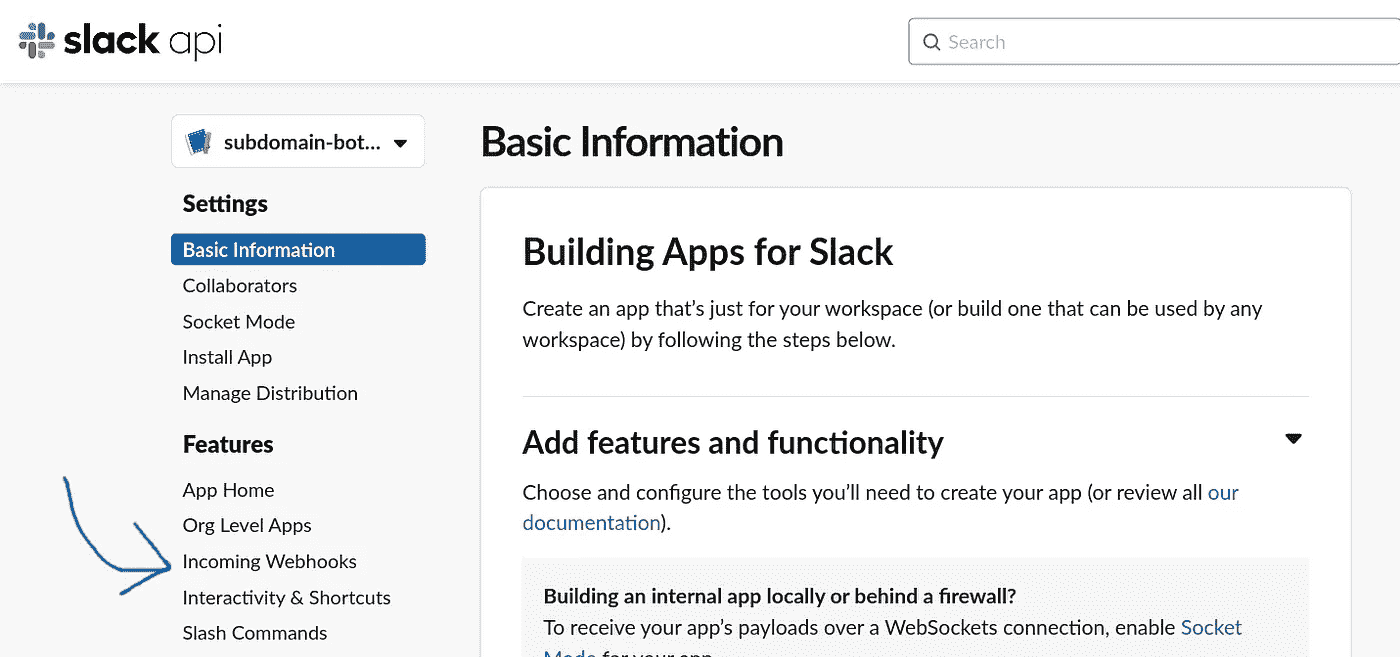 slack api
Search
subdomain-bot...
Settings
Basic Information
Collaborators
Socket Mode
Install App
Manage Distribution
Features
App Home
Org Level Apps
Incoming Webhooks
Interactivity & Shortcuts
Slash Commands
Basic Information
Building Apps for Slack
Create an app that’s just for your workspace (or build one that can be used by any
workspace) by following the steps below.
Add features and functionality
Choose and configure the tools you’ll need to create your app (or review all our
documentation).
Building an internal app locally or behind a firewall?
To receive your app’s payloads over a WebSockets connection, enable Socket
Mode for your app.